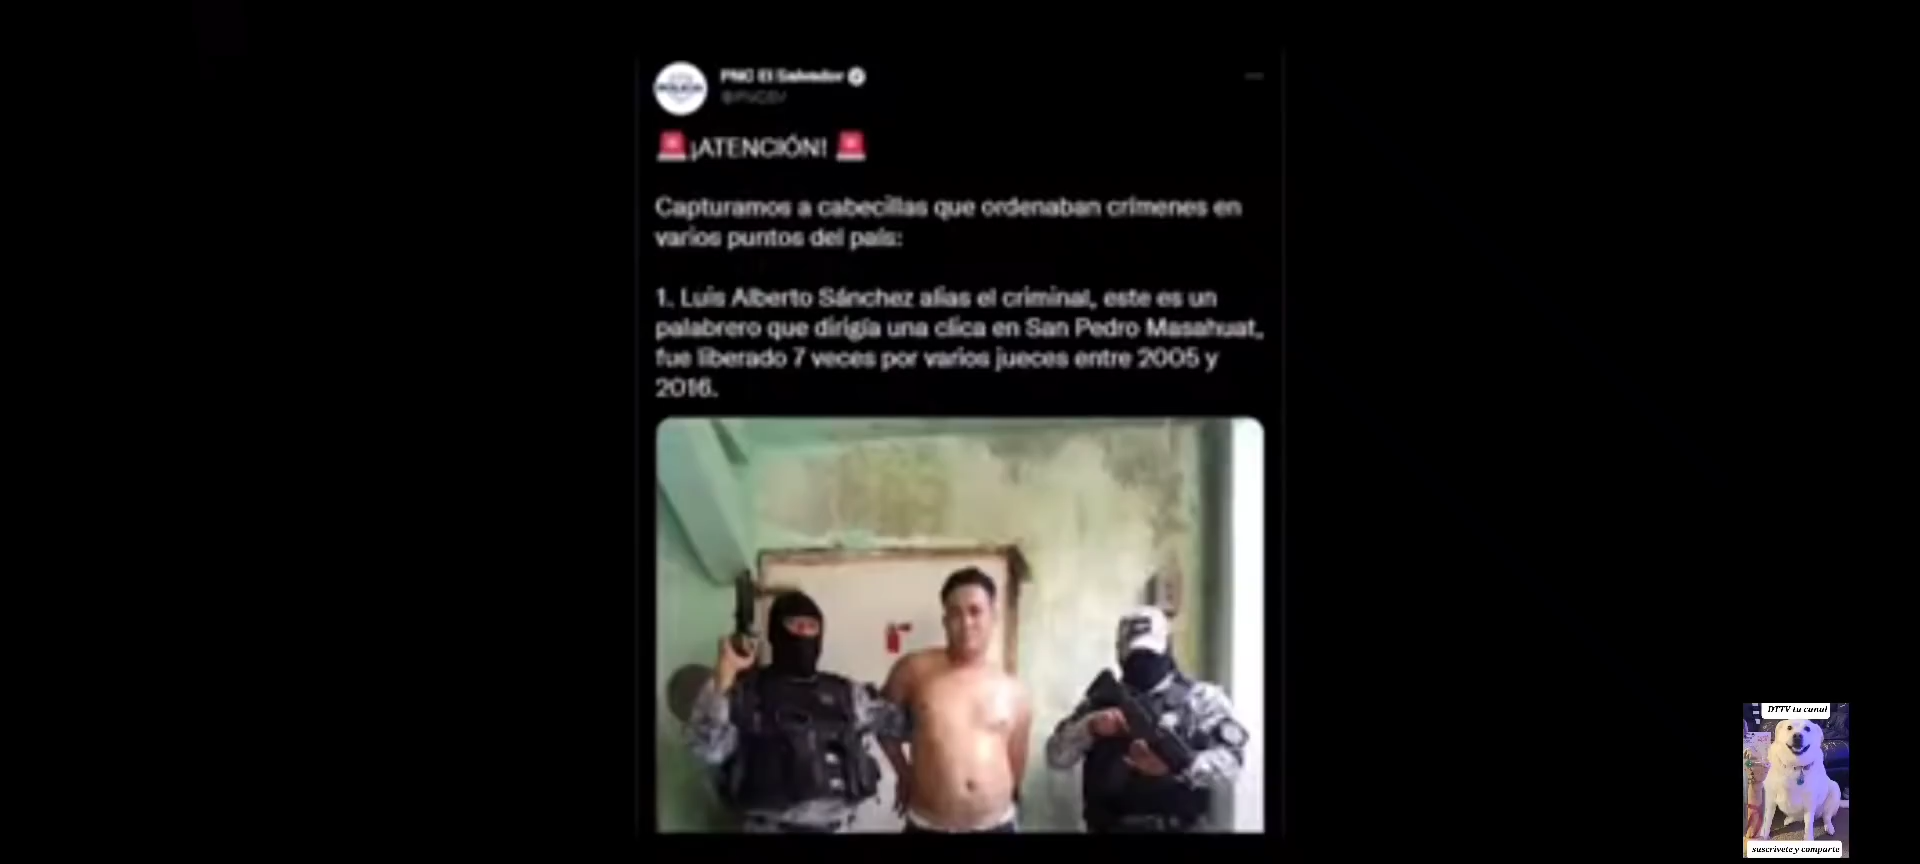 PNC El Salvador
🚨¡ATENCIÓN! 🚨
Capturamos a cabecillas que ordenaban crímenes en
varios puntos del país:
1. Luis Alberto Sánchez alias el criminal, este es un
palabrero que dirigía una clica en San Pedro Masahuat,
fue liberado 7 veces por varios jueces entre 2005 y
2016.
DTTV tu canal
suscrivete y comparte